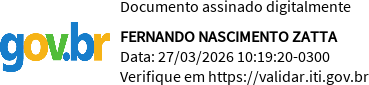 Documento assinado digitalmente
gov.br
FERNANDO NASCIMENTO ZATTA
Data: 27/03/2026 10:19:20-0300
Verifique em https://validar.iti.gov.br